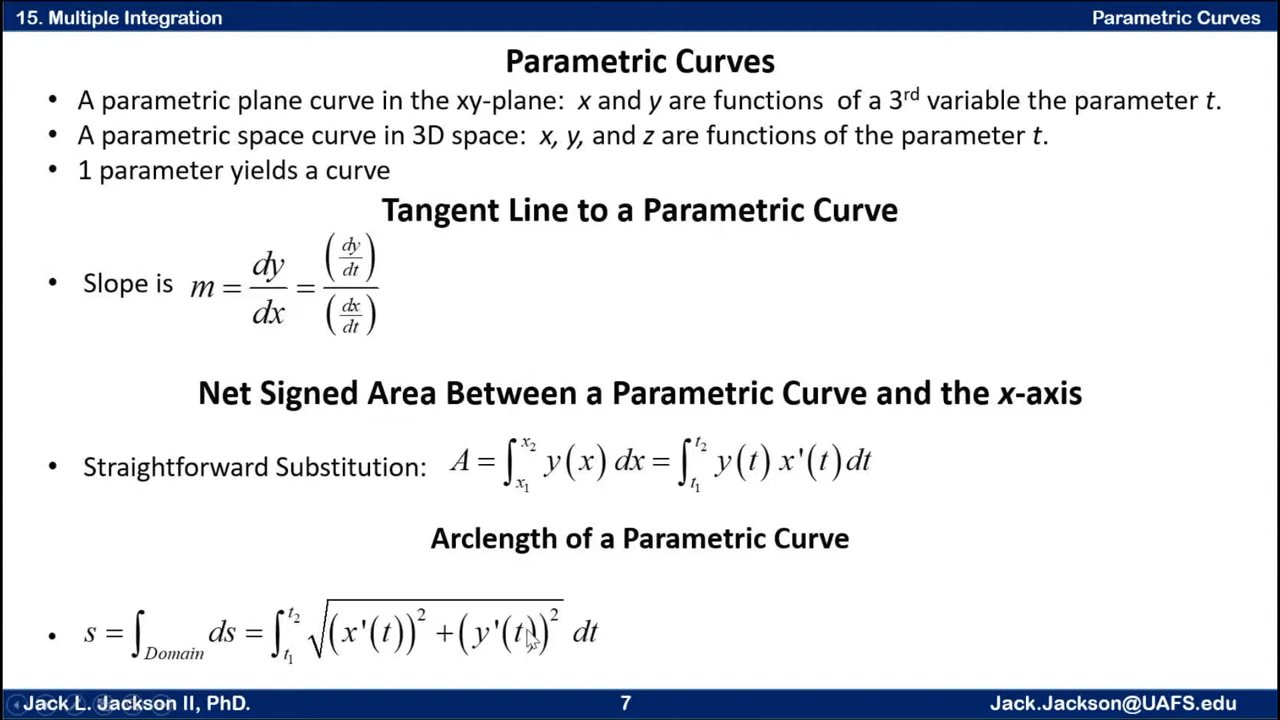 15. Multiple Integration
Parametric Curves
Parametric Curves
• A parametric plane curve in the xy-plane: x and y are functions of a 3rd variable the parameter t.
• A parametric space curve in 3D space: x, y, and z are functions of the parameter t.
• 1 parameter yields a curve
Tangent Line to a Parametric Curve
• Slope is m = dy/dx = (dy/dt)/(dx/dt)
Net Signed Area Between a Parametric Curve and the x-axis
• Straightforward Substitution: A = ∫_{x₁}^{x₂} y(x) dx = ∫_{t₁}^{t₂} y(t) x'(t) dt
Arclength of a Parametric Curve
• s = ∫_{Domain} ds = ∫_{t₁}^{t₂} √((x'(t))² + (y'(t))²) dt
Jack L. Jackson II, PhD.
7
Jack.Jackson@UAFS.edu